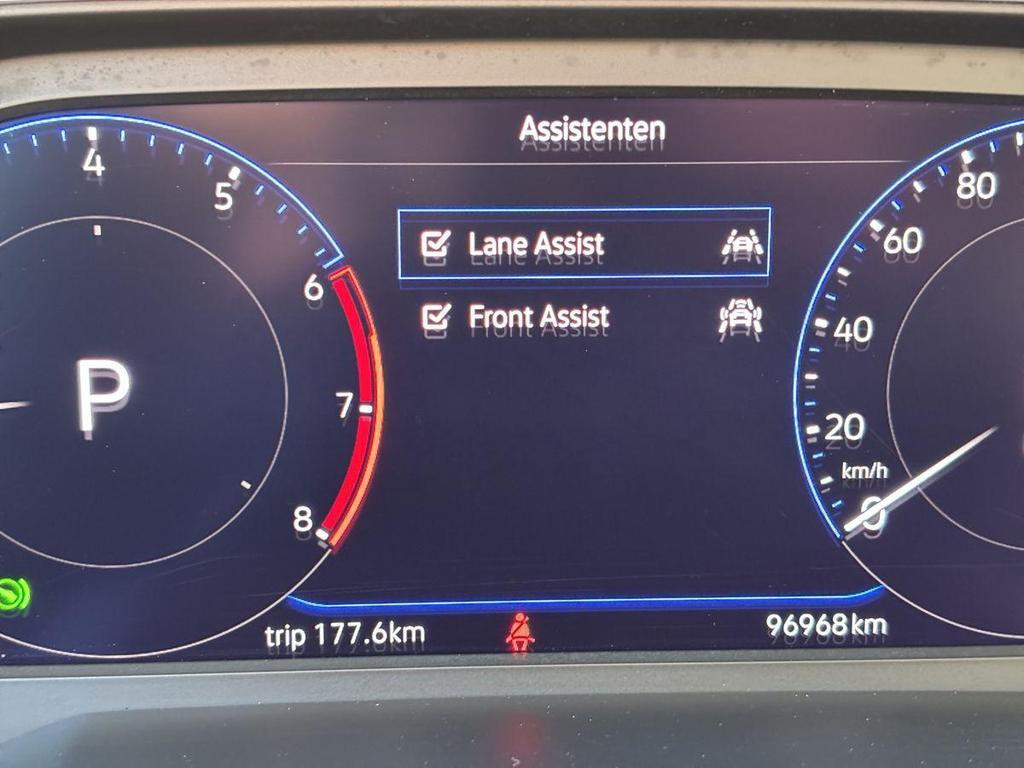 Assistenten
4
5
6
7
8
P
Lane Assist
Front Assist
80
60
40
20
km/h
0
trip 177.6km
96968km